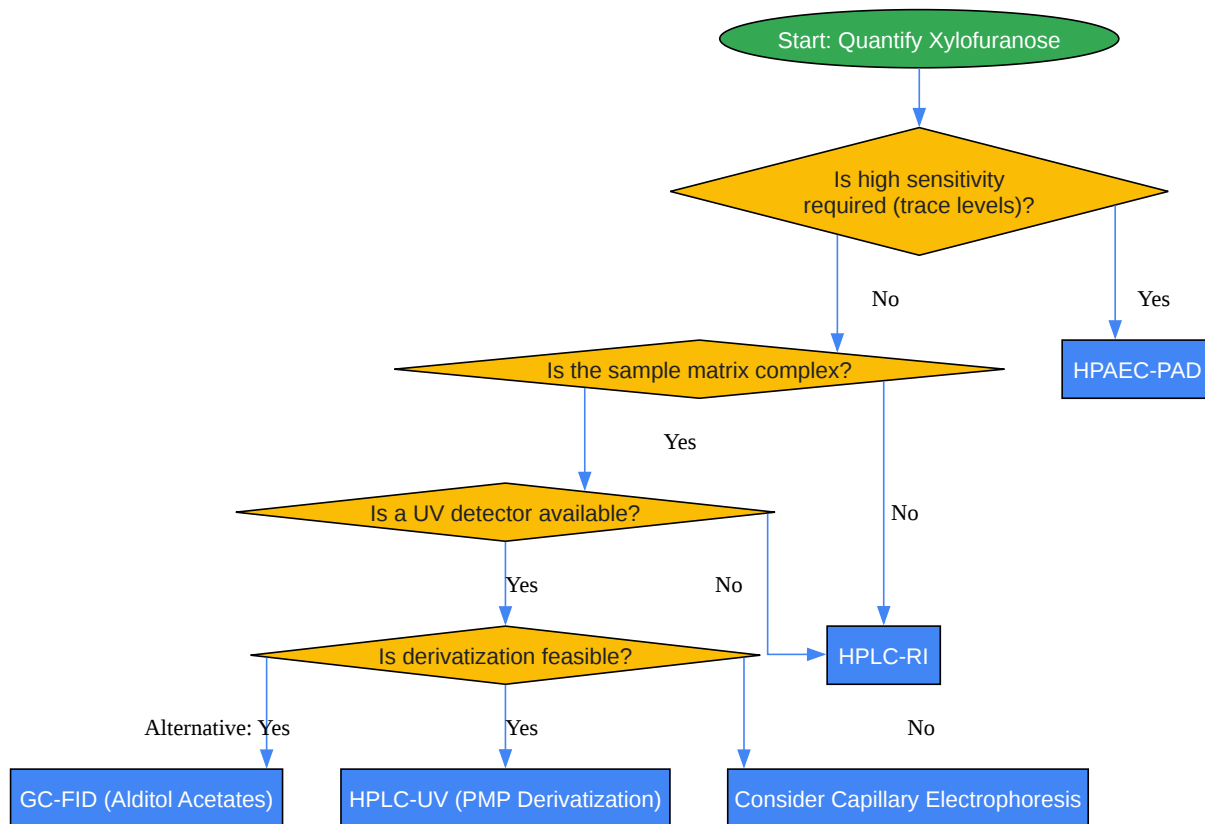 Start: Quantify Xylofuranose
Is high sensitivity
required (trace levels)?
No
Yes
Is the sample matrix complex?
HPAEC-PAD
Yes
No
Is a UV detector available?
Yes
No
Is derivatization feasible?
HPLC-RI
Alternative: Yes
Yes
No
GC-FID (Alditol Acetates)
HPLC-UV (PMP Derivatization)
Consider Capillary Electrophoresis